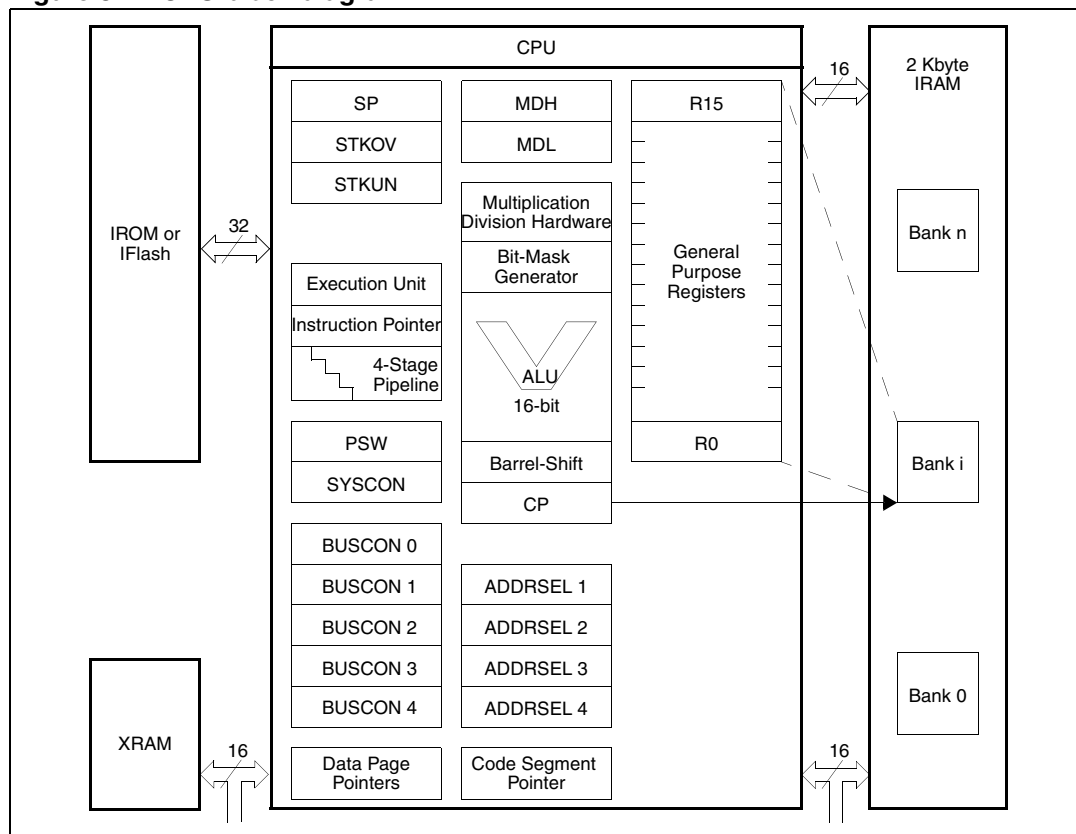 CPU
16
2 Kbyte
IRAM
SP
STKOV
STKUN
MDH
MDL
R15
IROM or
IFlash
32
Multiplication
Division Hardware
Bit-Mask
Generator
General
Purpose
Registers
Bank n
Execution Unit
Instruction Pointer
4-Stage
Pipeline
ALU
16-bit
PSW
SYSCON
Barrel-Shift
CP
R0
Bank i
BUSCON 0
BUSCON 1
BUSCON 2
BUSCON 3
BUSCON 4
ADDRSEL 1
ADDRSEL 2
ADDRSEL 3
ADDRSEL 4
Bank 0
XRAM
16
Data Page
Pointers
Code Segment
Pointer
16